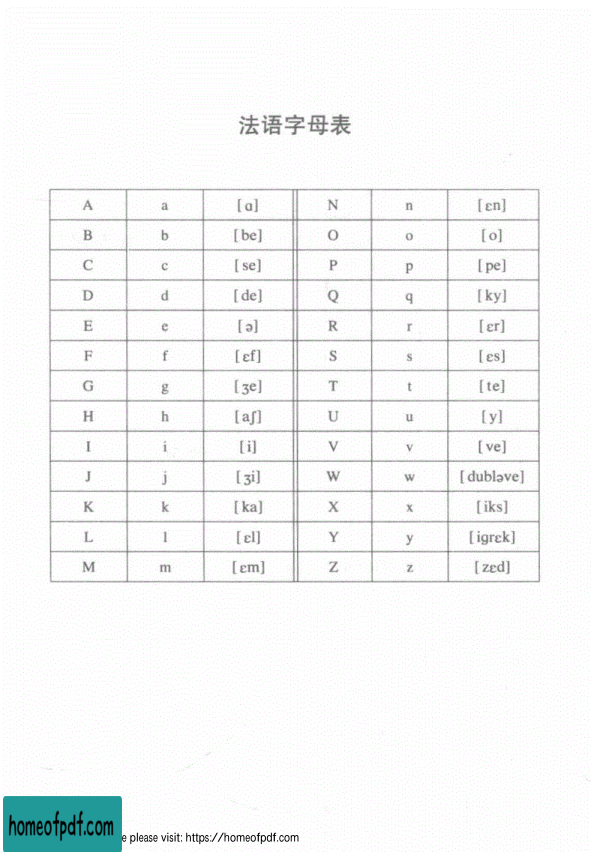 法语字母表
A a [ɑ] N n [ɛn]
B b [be] O o [o]
C c [se] P p [pe]
D d [de] Q q [ky]
E e [ə] R r [ɛr]
F f [ɛf] S s [ɛs]
G g [ʒe] T t [te]
H h [aʃ] U u [y]
I i [i] V v [ve]
J j [ʒi] W w [dubləve]
K k [ka] X x [iks]
L l [ɛl] Y y [igrɛk]
M m [ɛm] Z z [zɛd]
homeofpdf.com
e please visit: https://homeofpdf.com